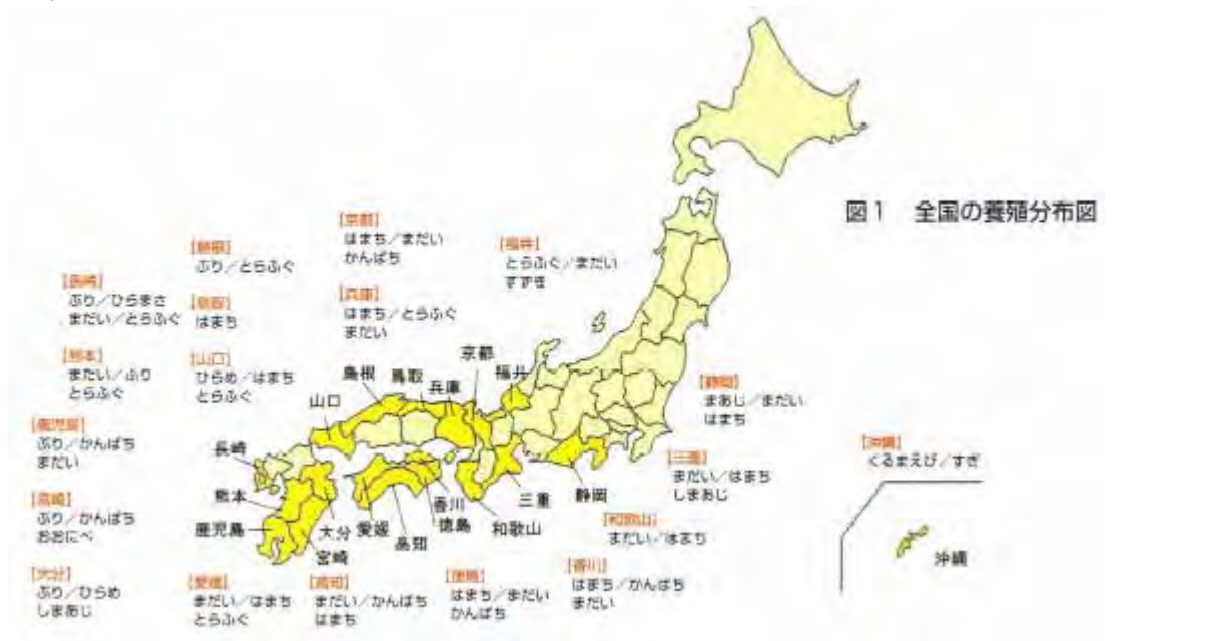 図1 全国の養殖分布図
[京都]
はまち／まだい
かんぱち
[島根]
ぶり／とらふぐ
[福井]
とらふぐ／まだい
すずき
[長崎]
ぶり／ひらまさ
まだい／とらふぐ
[鳥取]
はまち
[兵庫]
はまち／とらふぐ
まだい
[熊本]
まだい／ぶり
とらふぐ
[山口]
ひらめ／はまち
とらふぐ
[静岡]
まあじ／まだい
はまち
[鹿児島]
ぶり／かんぱち
まだい
[沖縄]
くるまえび／すぎ
[三重]
まだい／はまち
しまあじ
[宮崎]
ぶり／かんぱち
おおにべ
[和歌山]
まだい／はまち
[大分]
ぶり／ひらめ
しまあじ
[愛媛]
まだい／はまち
とらふぐ
[高知]
まだい／かんぱち
はまち
[徳島]
はまち／まだい
かんぱち
[香川]
はまち／かんぱち
まだい
京都
福井
島根
鳥取
兵庫
山口
長崎
熊本
鹿児島
大分
宮崎
愛媛
高知
香川
徳島
和歌山
三重
静岡
沖縄